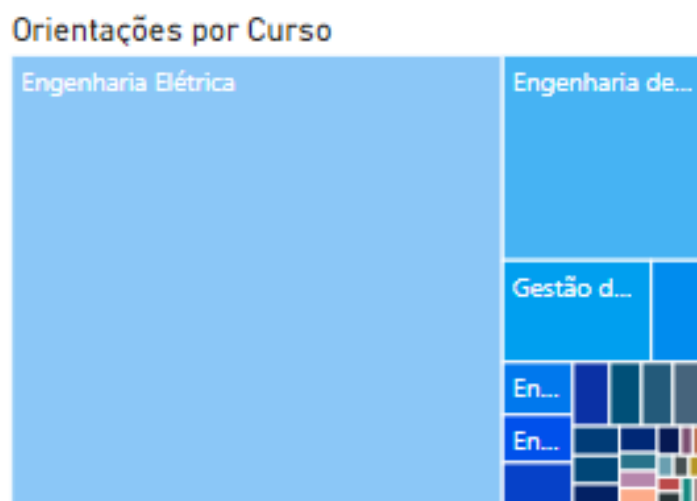 Orientações por Curso
Engenharia Elétrica
Engenharia de...
Gestão d...
En...
En...